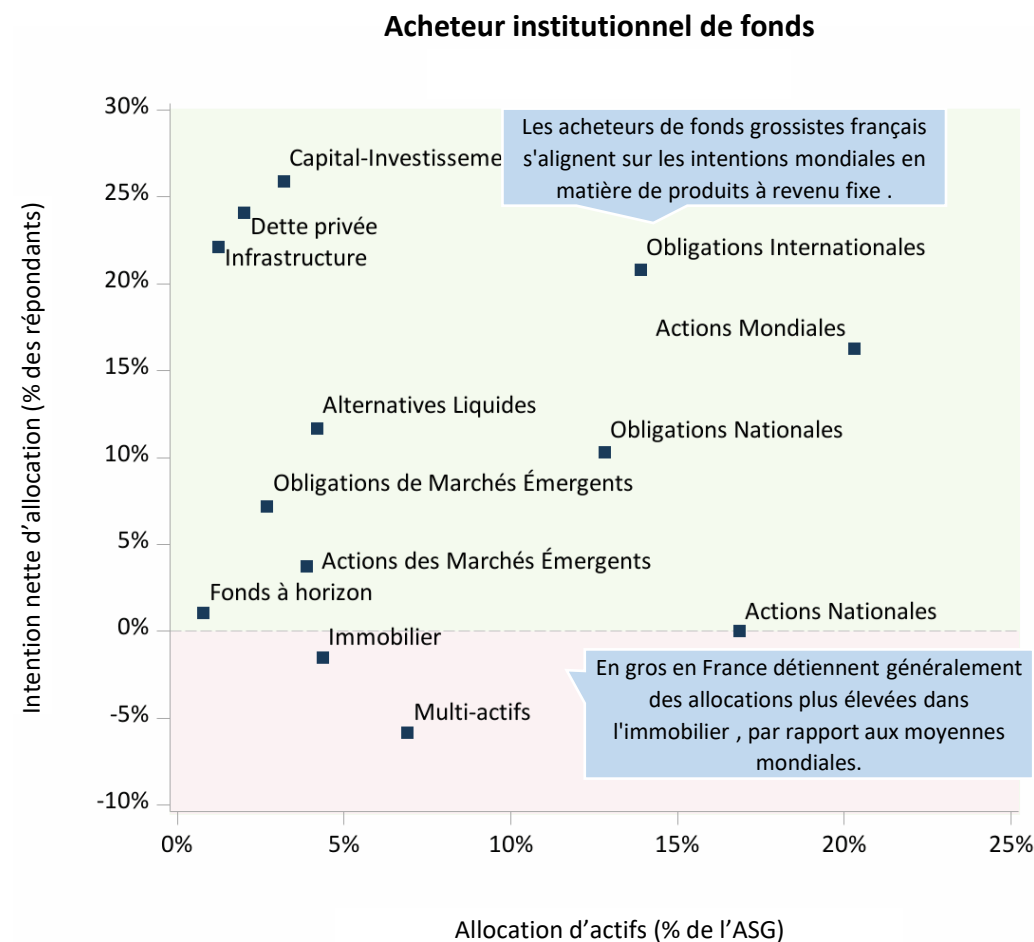 Acheteur institutionnel de fonds
30%
25%
20%
15%
10%
5%
0%
-5%
-10%
Intention nette d’allocation (% des répondants)
Les acheteurs de fonds grossistes français
s'alignent sur les intentions mondiales en
matière de produits à revenu fixe .
Capital-Investisseme
Dette privée
Infrastructure
Obligations Internationales
Actions Mondiales
Alternatives Liquides
Obligations Nationales
Obligations de Marchés Émergents
Actions des Marchés Émergents
Fonds à horizon
Actions Nationales
Immobilier
Multi-actifs
En gros en France détiennent généralement
des allocations plus élevées dans
l'immobilier , par rapport aux moyennes
mondiales.
0%
5%
10%
15%
20%
25%
Allocation d’actifs (% de l’ASG)